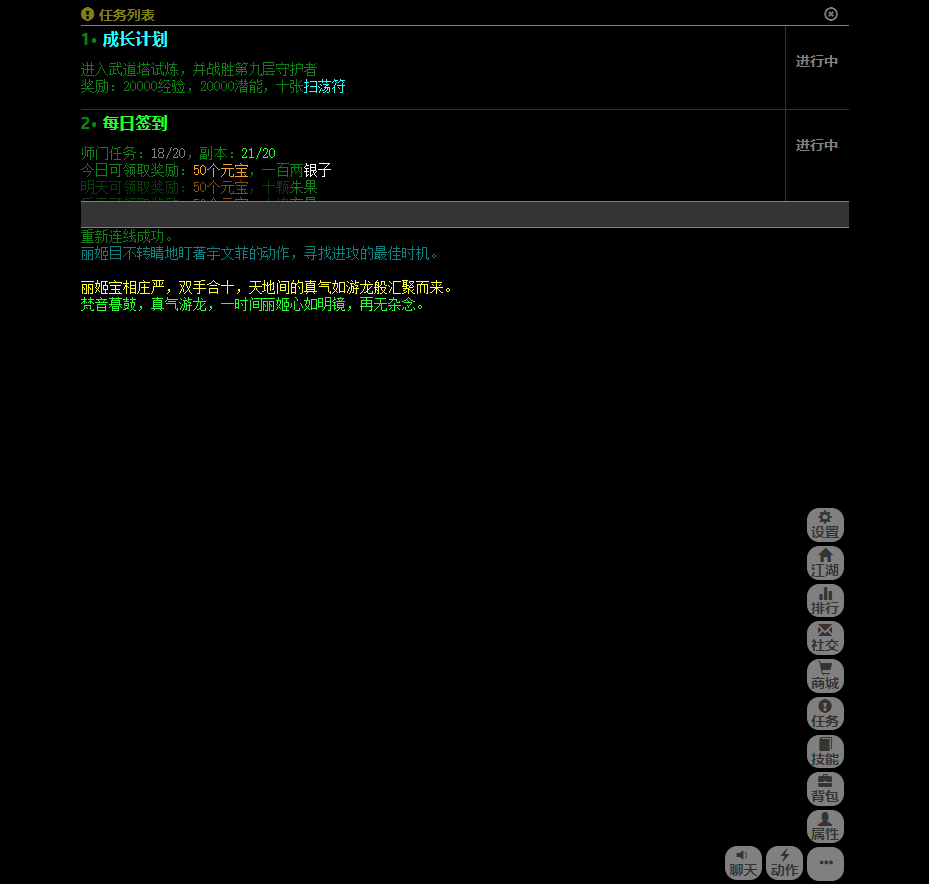 任务列表
1• 成长计划
进入武道塔试炼，并战胜第九层守护者
奖励：20000经验，20000潜能，十张扫荡符
进行中
2• 每日签到
师门任务：18/20，副本：21/20
今日可领取奖励：50个元宝，一百两银子
明天可领取奖励：50个元宝，十颗朱果
进行中
重新连线成功。
丽姬目不转睛地盯著宇文菲的动作，寻找进攻的最佳时机。
丽姬宝相庄严，双手合十，天地间的真气如游龙般汇聚而来。
梵音暮鼓，真气游龙，一时间丽姬心如明镜，再无杂念。
设置
江湖
排行
社交
商城
任务
技能
背包
属性
聊天
动作
•••